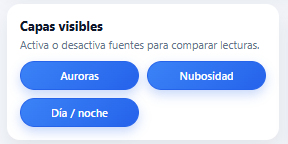 Capas visibles
Activa o desactiva fuentes para comparar lecturas.
Auroras
Nubosidad
Día / noche